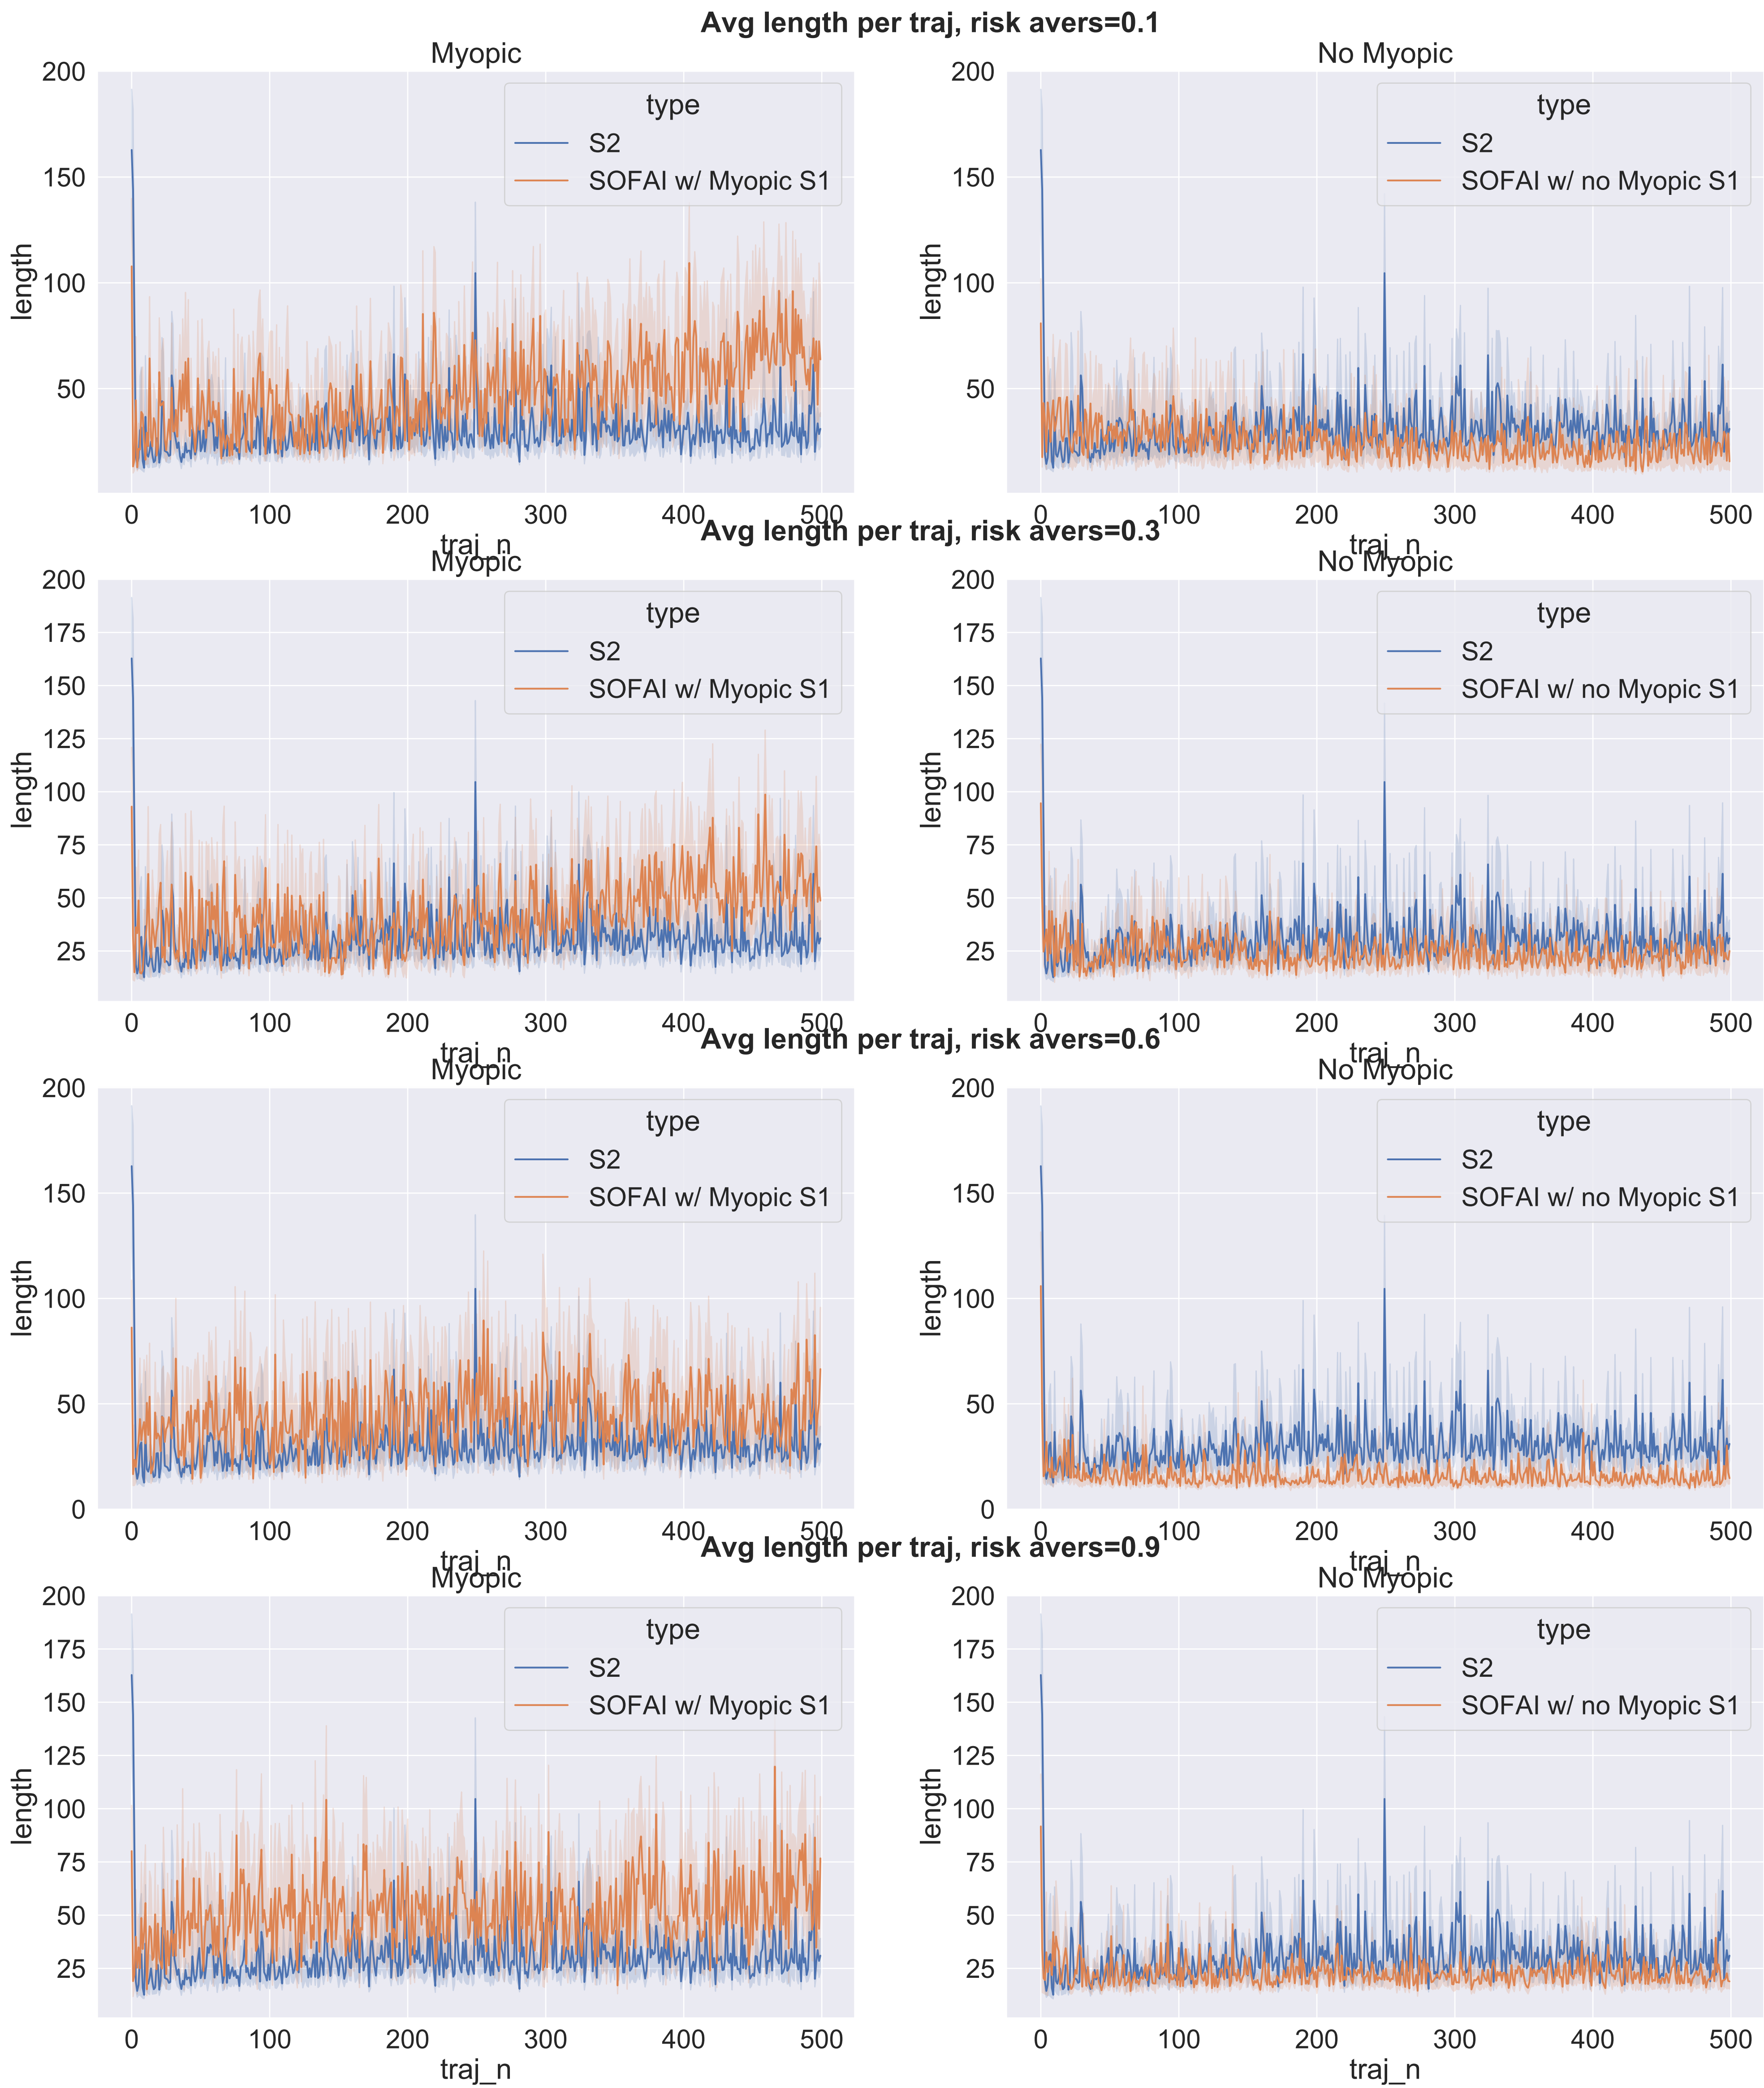 Avg length per traj, risk avers=0.1
Myopic
No Myopic
200
150
100
50
length
type
S2
SOFAI w/ Myopic S1
0 100 200 300 400 500
traj_n
200
150
100
50
length
type
S2
SOFAI w/ no Myopic S1
0 100 200 300 400 500
traj_n
Avg length per traj, risk avers=0.3
Myopic
No Myopic
200
175
150
125
100
75
50
25
length
type
S2
SOFAI w/ Myopic S1
0 100 200 300 400 500
traj_n
200
175
150
125
100
75
50
25
length
type
S2
SOFAI w/ no Myopic S1
0 100 200 300 400 500
traj_n
Avg length per traj, risk avers=0.6
Myopic
No Myopic
200
150
100
50
0
length
type
S2
SOFAI w/ Myopic S1
0 100 200 300 400 500
traj_n
200
150
100
50
0
length
type
S2
SOFAI w/ no Myopic S1
0 100 200 300 400 500
traj_n
Avg length per traj, risk avers=0.9
Myopic
No Myopic
200
175
150
125
100
75
50
25
length
type
S2
SOFAI w/ Myopic S1
0 100 200 300 400 500
traj_n
200
175
150
125
100
75
50
25
length
type
S2
SOFAI w/ no Myopic S1
0 100 200 300 400 500
traj_n